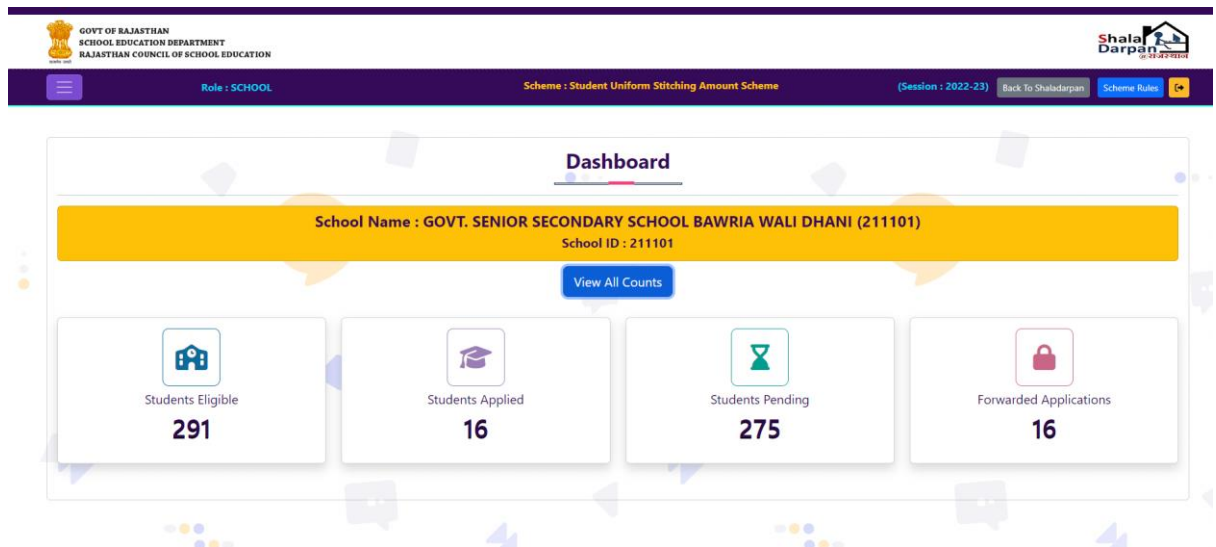 GOVT OF RAJASTHAN
SCHOOL EDUCATION DEPARTMENT
RAJASTHAN COUNCIL OF SCHOOL EDUCATION
Shala
Darpan
@राजस्थान
Role : SCHOOL
Scheme : Student Uniform Stitching Amount Scheme
(Session : 2022-23)
Back To Shaladarpan
Scheme Rules
Dashboard
School Name : GOVT. SENIOR SECONDARY SCHOOL BAWRIA WALI DHANI (211101)
School ID : 211101
View All Counts
Students Eligible
291
Students Applied
16
Students Pending
275
Forwarded Applications
16